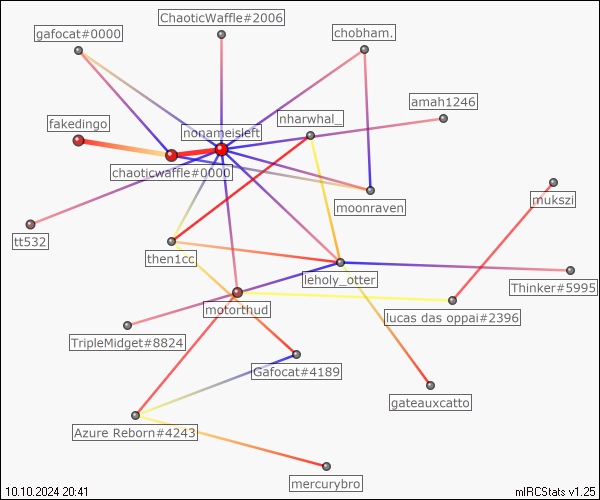 ChaoticWaffle#2006
gafocat#0000
chobham.
amah1246
nharwhal_
fakedingo
nonameisleft
chaoticwaffle#0000
mukszi
moonraven
tt532
then1cc
leholy_otter
Thinker#5995
motorthud
lucas das oppai#2396
TripleMidget#8824
Gafocat#4189
gateauxcatto
Azure Reborn#4243
mercurybro
10.10.2024 20:41
mIRCStats v1.25